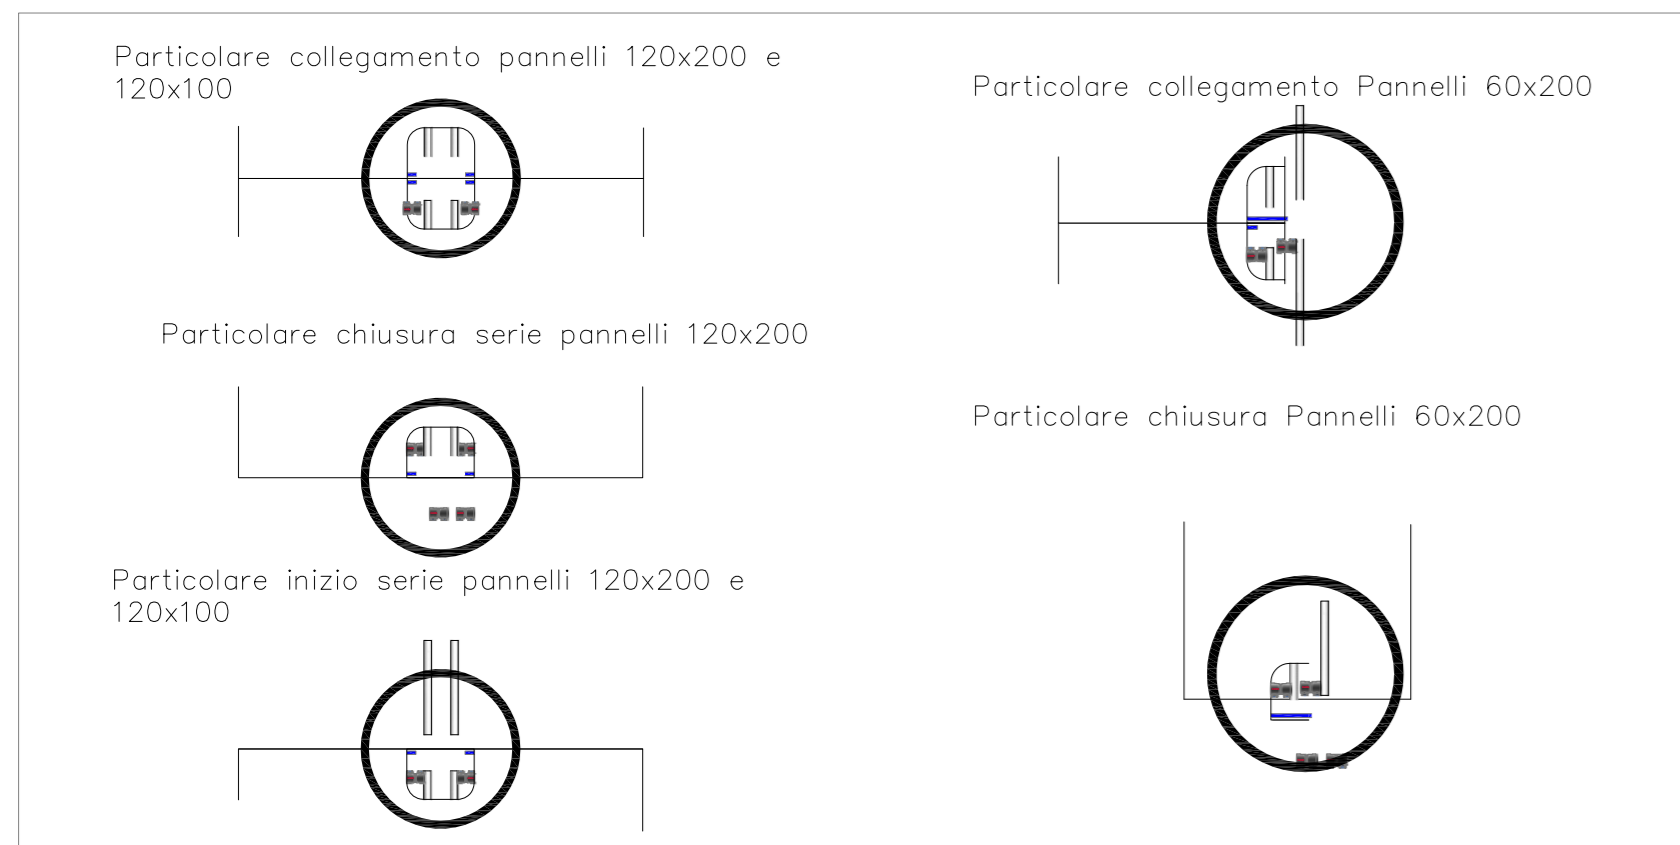 Particolare collegamento pannelli 120x200 e
120x100
Particolare collegamento Pannelli 60x200
Particolare chiusura serie pannelli 120x200
Particolare chiusura Pannelli 60x200
Particolare inizio serie pannelli 120x200 e
120x100